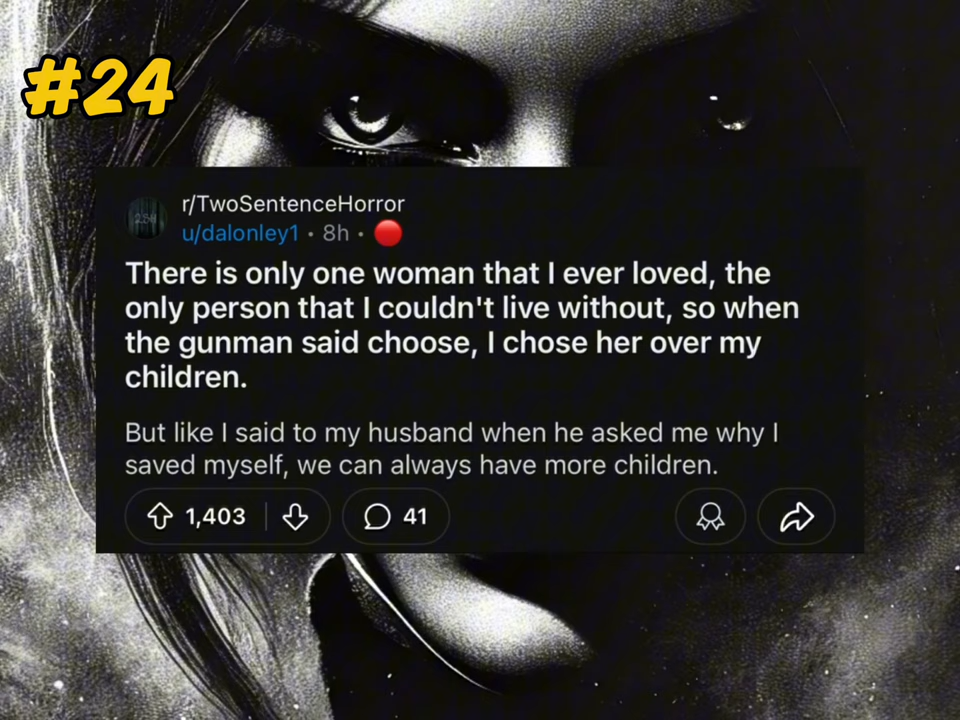 #24
r/TwoSentenceHorror
u/dalonley1 • 8h •
There is only one woman that I ever loved, the
only person that I couldn't live without, so when
the gunman said choose, I chose her over my
children.
But like I said to my husband when he asked me why I
saved myself, we can always have more children.
1,403
41